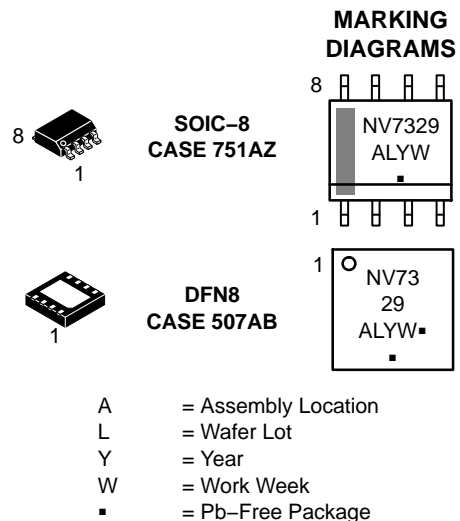 MARKING
DIAGRAMS
8
1
SOIC−8
CASE 751AZ
8
NV7329
ALYW
▪
1
1
DFN8
CASE 507AB
1
NV73
29
ALYW▪
▪
A = Assembly Location
L = Wafer Lot
Y = Year
W = Work Week
▪ = Pb−Free Package